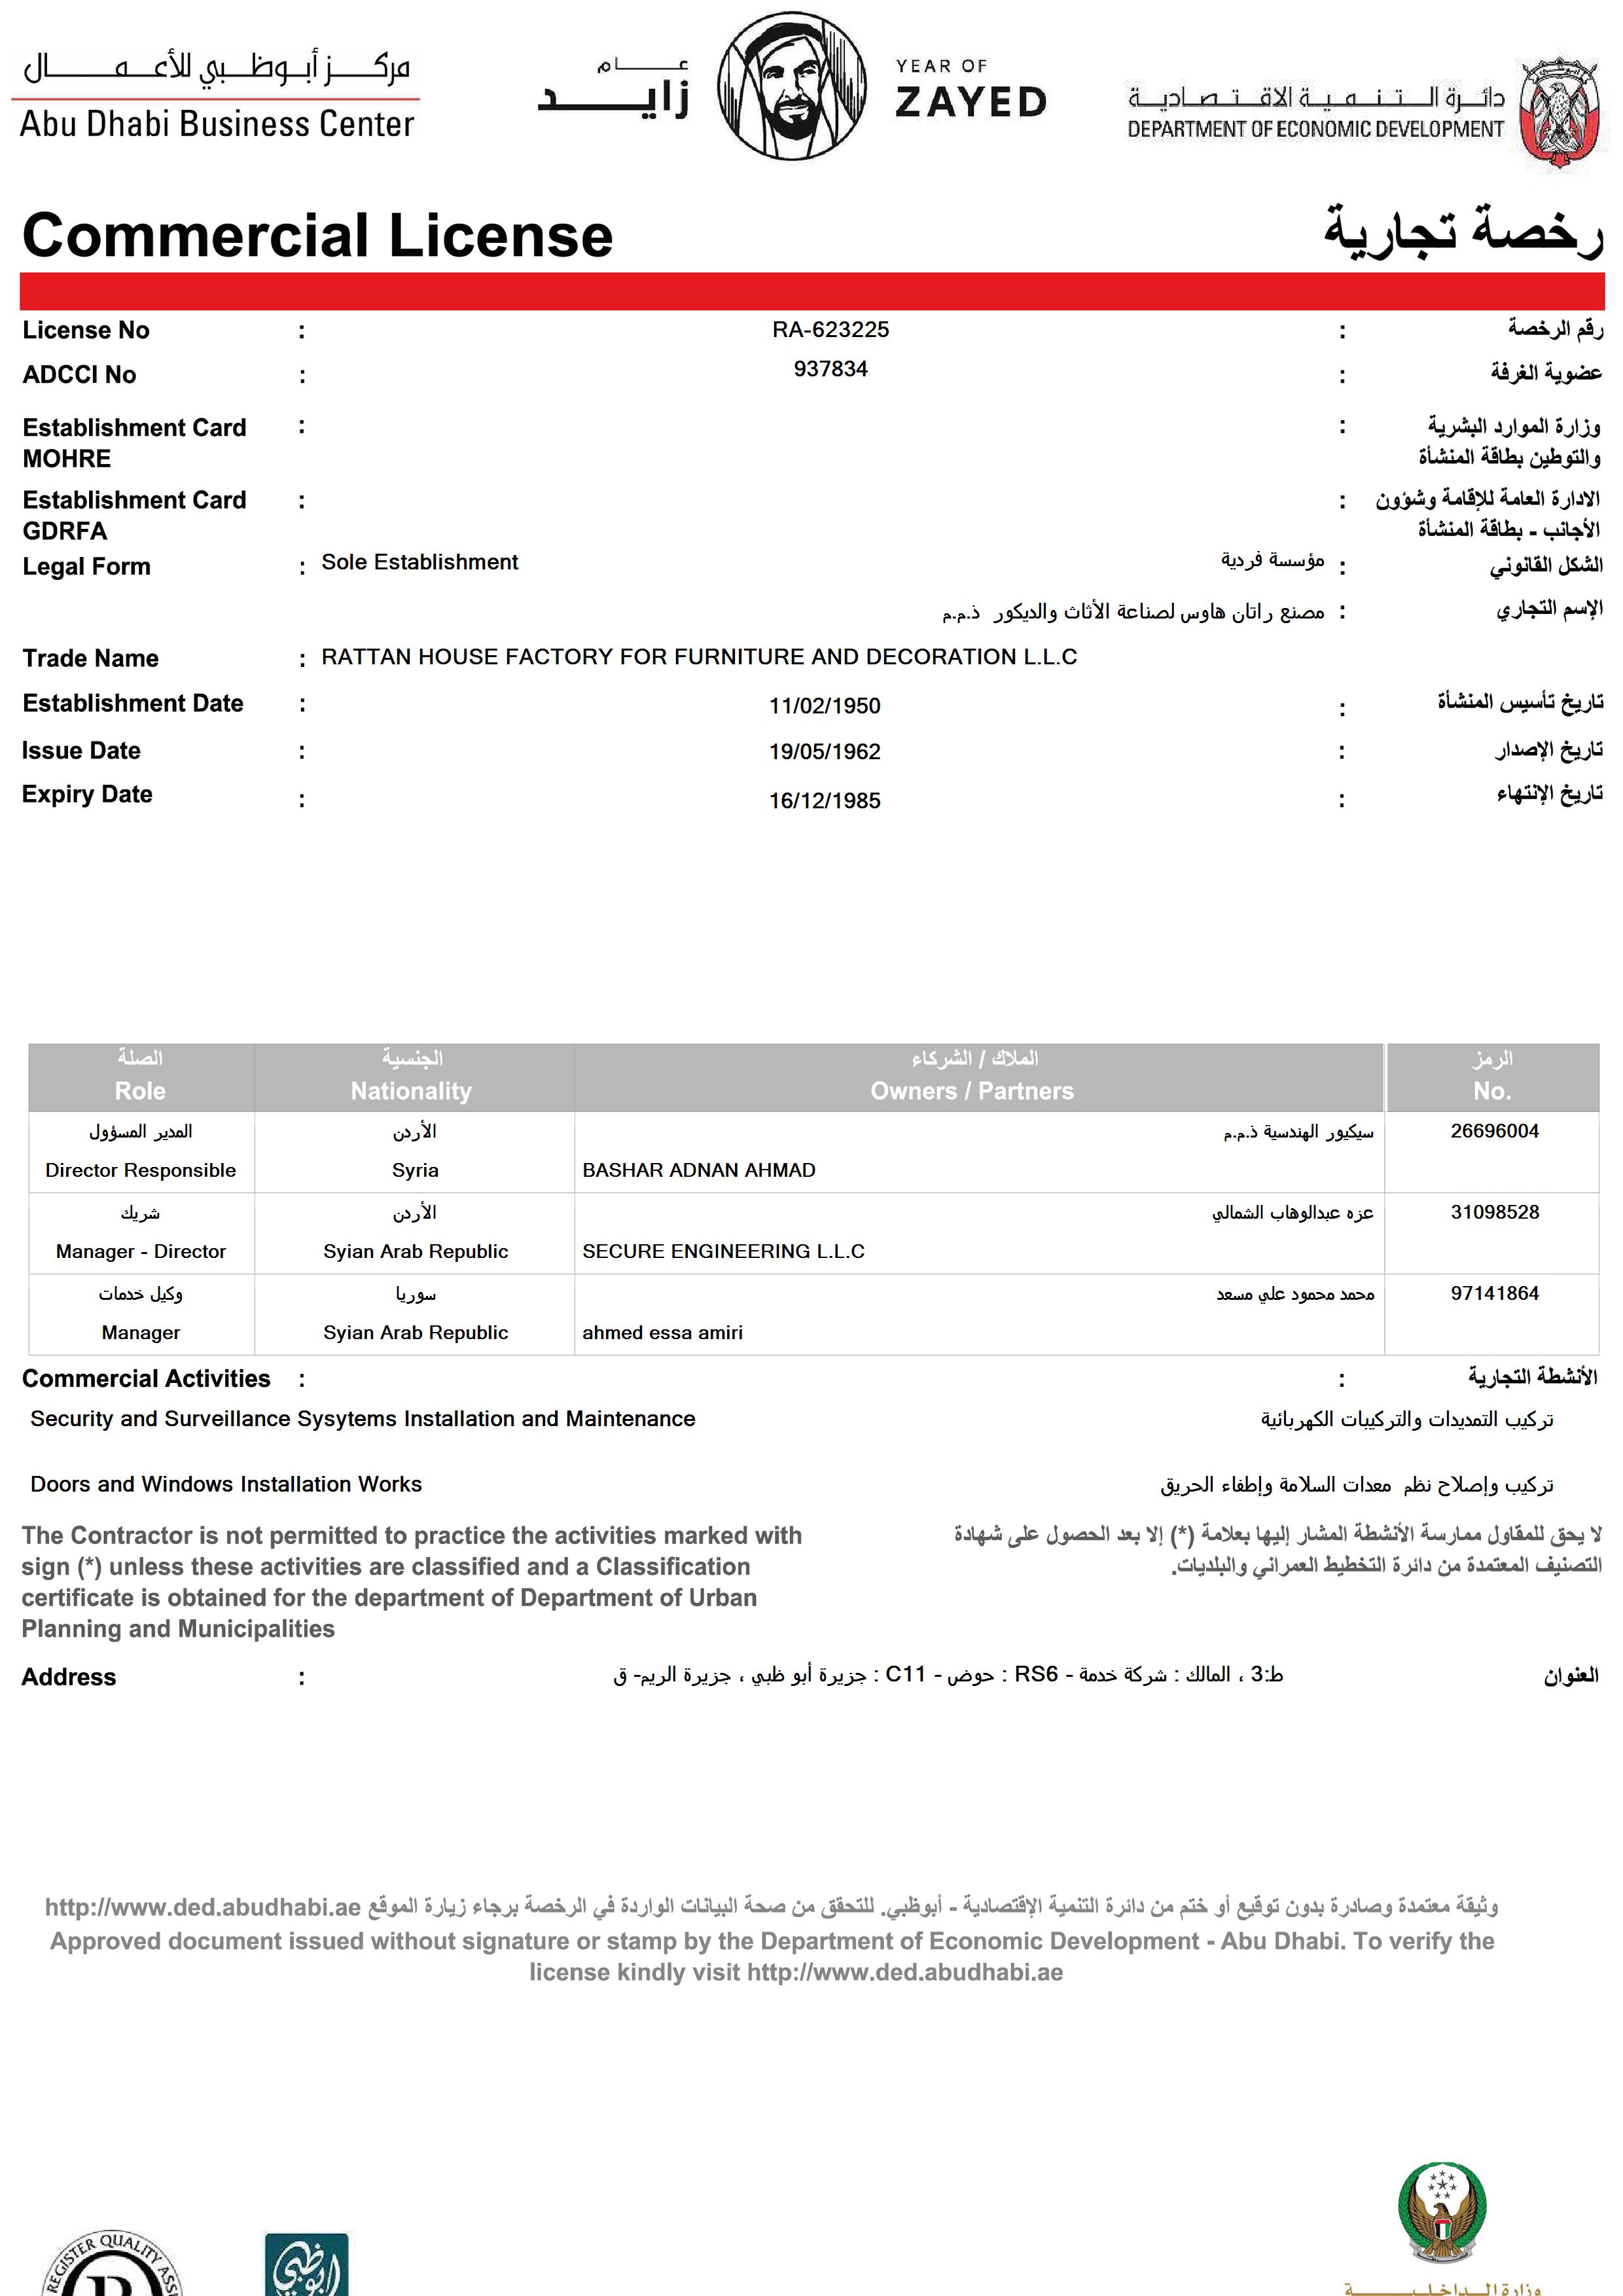 مركز أبوظبي للأعمال
Abu Dhabi Business Center
عام
زايد
YEAR OF
ZAYED
دائرة التنمية الاقتصادية
DEPARTMENT OF ECONOMIC DEVELOPMENT
Commercial License رخصة تجارية
License No : RA-623225 : رقم الرخصة
ADCCI No : 937834 : عضوية الغرفة
Establishment Card : : وزارة الموارد البشرية
MOHRE والتوطين بطاقة المنشأة
Establishment Card : : الادارة العامة للإقامة وشؤون
GDRFA الأجانب - بطاقة المنشأة
Legal Form : Sole Establishment مؤسسة فردية : الشكل القانوني
مصنع راتان هاوس لصناعة الأثاث والديكور ذ.م.م : الإسم التجاري
Trade Name : RATTAN HOUSE FACTORY FOR FURNITURE AND DECORATION L.L.C
Establishment Date : 11/02/1950 : تاريخ تأسيس المنشأة
Issue Date : 19/05/1962 : تاريخ الإصدار
Expiry Date : 16/12/1985 : تاريخ الإنتهاء
الصلة الجنسية الملاك / الشركاء الرمز
Role Nationality Owners / Partners No.
المدير المسؤول الأردن سيكيور الهندسية ذ.م.م 26696004
Director Responsible Syria BASHAR ADNAN AHMAD
شريك الأردن عزه عبدالوهاب الشمالي 31098528
Manager - Director Syian Arab Republic SECURE ENGINEERING L.L.C
وكيل خدمات سوريا محمد محمود علي مسعد 97141864
Manager Syian Arab Republic ahmed essa amiri
Commercial Activities : : الأنشطة التجارية
Security and Surveillance Sysytems Installation and Maintenance تركيب التمديدات والتركيبات الكهربائية
Doors and Windows Installation Works تركيب وإصلاح نظم معدات السلامة وإطفاء الحريق
The Contractor is not permitted to practice the activities marked with
sign (*) unless these activities are classified and a Classification
certificate is obtained for the department of Department of Urban
Planning and Municipalities
لا يحق للمقاول ممارسة الأنشطة المشار إليها بعلامة (*) إلا بعد الحصول على شهادة
التصنيف المعتمدة من دائرة التخطيط العمراني والبلديات.
Address : ط:3 ، المالك : شركة خدمة - RS6 : حوض - C11 : جزيرة أبو ظبي ، جزيرة الريم- ق العنوان
وثيقة معتمدة وصادرة بدون توقيع أو ختم من دائرة التنمية الإقتصادية - أبوظبي. للتحقق من صحة البيانات الواردة في الرخصة برجاء زيارة الموقع http://www.ded.abudhabi.ae
Approved document issued without signature or stamp by the Department of Economic Development - Abu Dhabi. To verify the
license kindly visit http://www.ded.abudhabi.ae
REGISTER QUALITY
أبوظبي
وزارة الداخلية